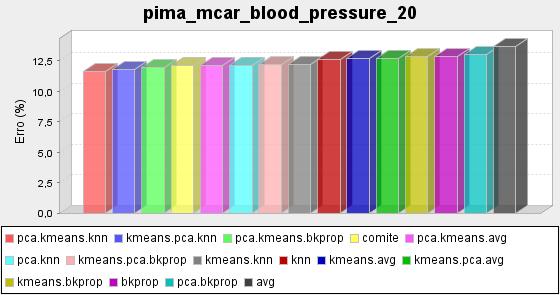 pima_mcar_blood_pressure_20
Erro (%)
12,5
10,0
7,5
5,0
2,5
0,0
pca.kmeans.knn kmeans.pca.knn pca.kmeans.bkprop comite pca.kmeans.avg
pca.knn kmeans.pca.bkprop kmeans.knn knn kmeans.avg kmeans.pca.avg
kmeans.bkprop bkprop pca.bkprop avg